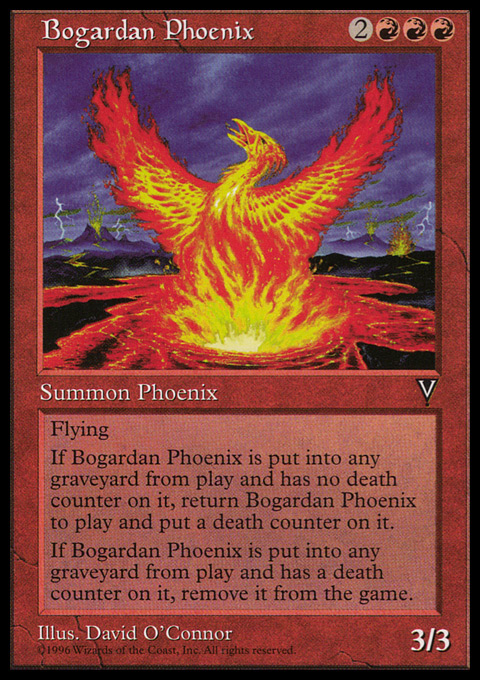 Bogardan Phoenix 2
Summon Phoenix V
Flying
If Bogardan Phoenix is put into any
graveyard from play and has no death
counter on it, return Bogardan Phoenix
to play and put a death counter on it.
If Bogardan Phoenix is put into any
graveyard from play and has a death
counter on it, remove it from the game.
Illus. David O'Connor
©1996 Wizards of the Coast, Inc. All rights reserved.
3/3